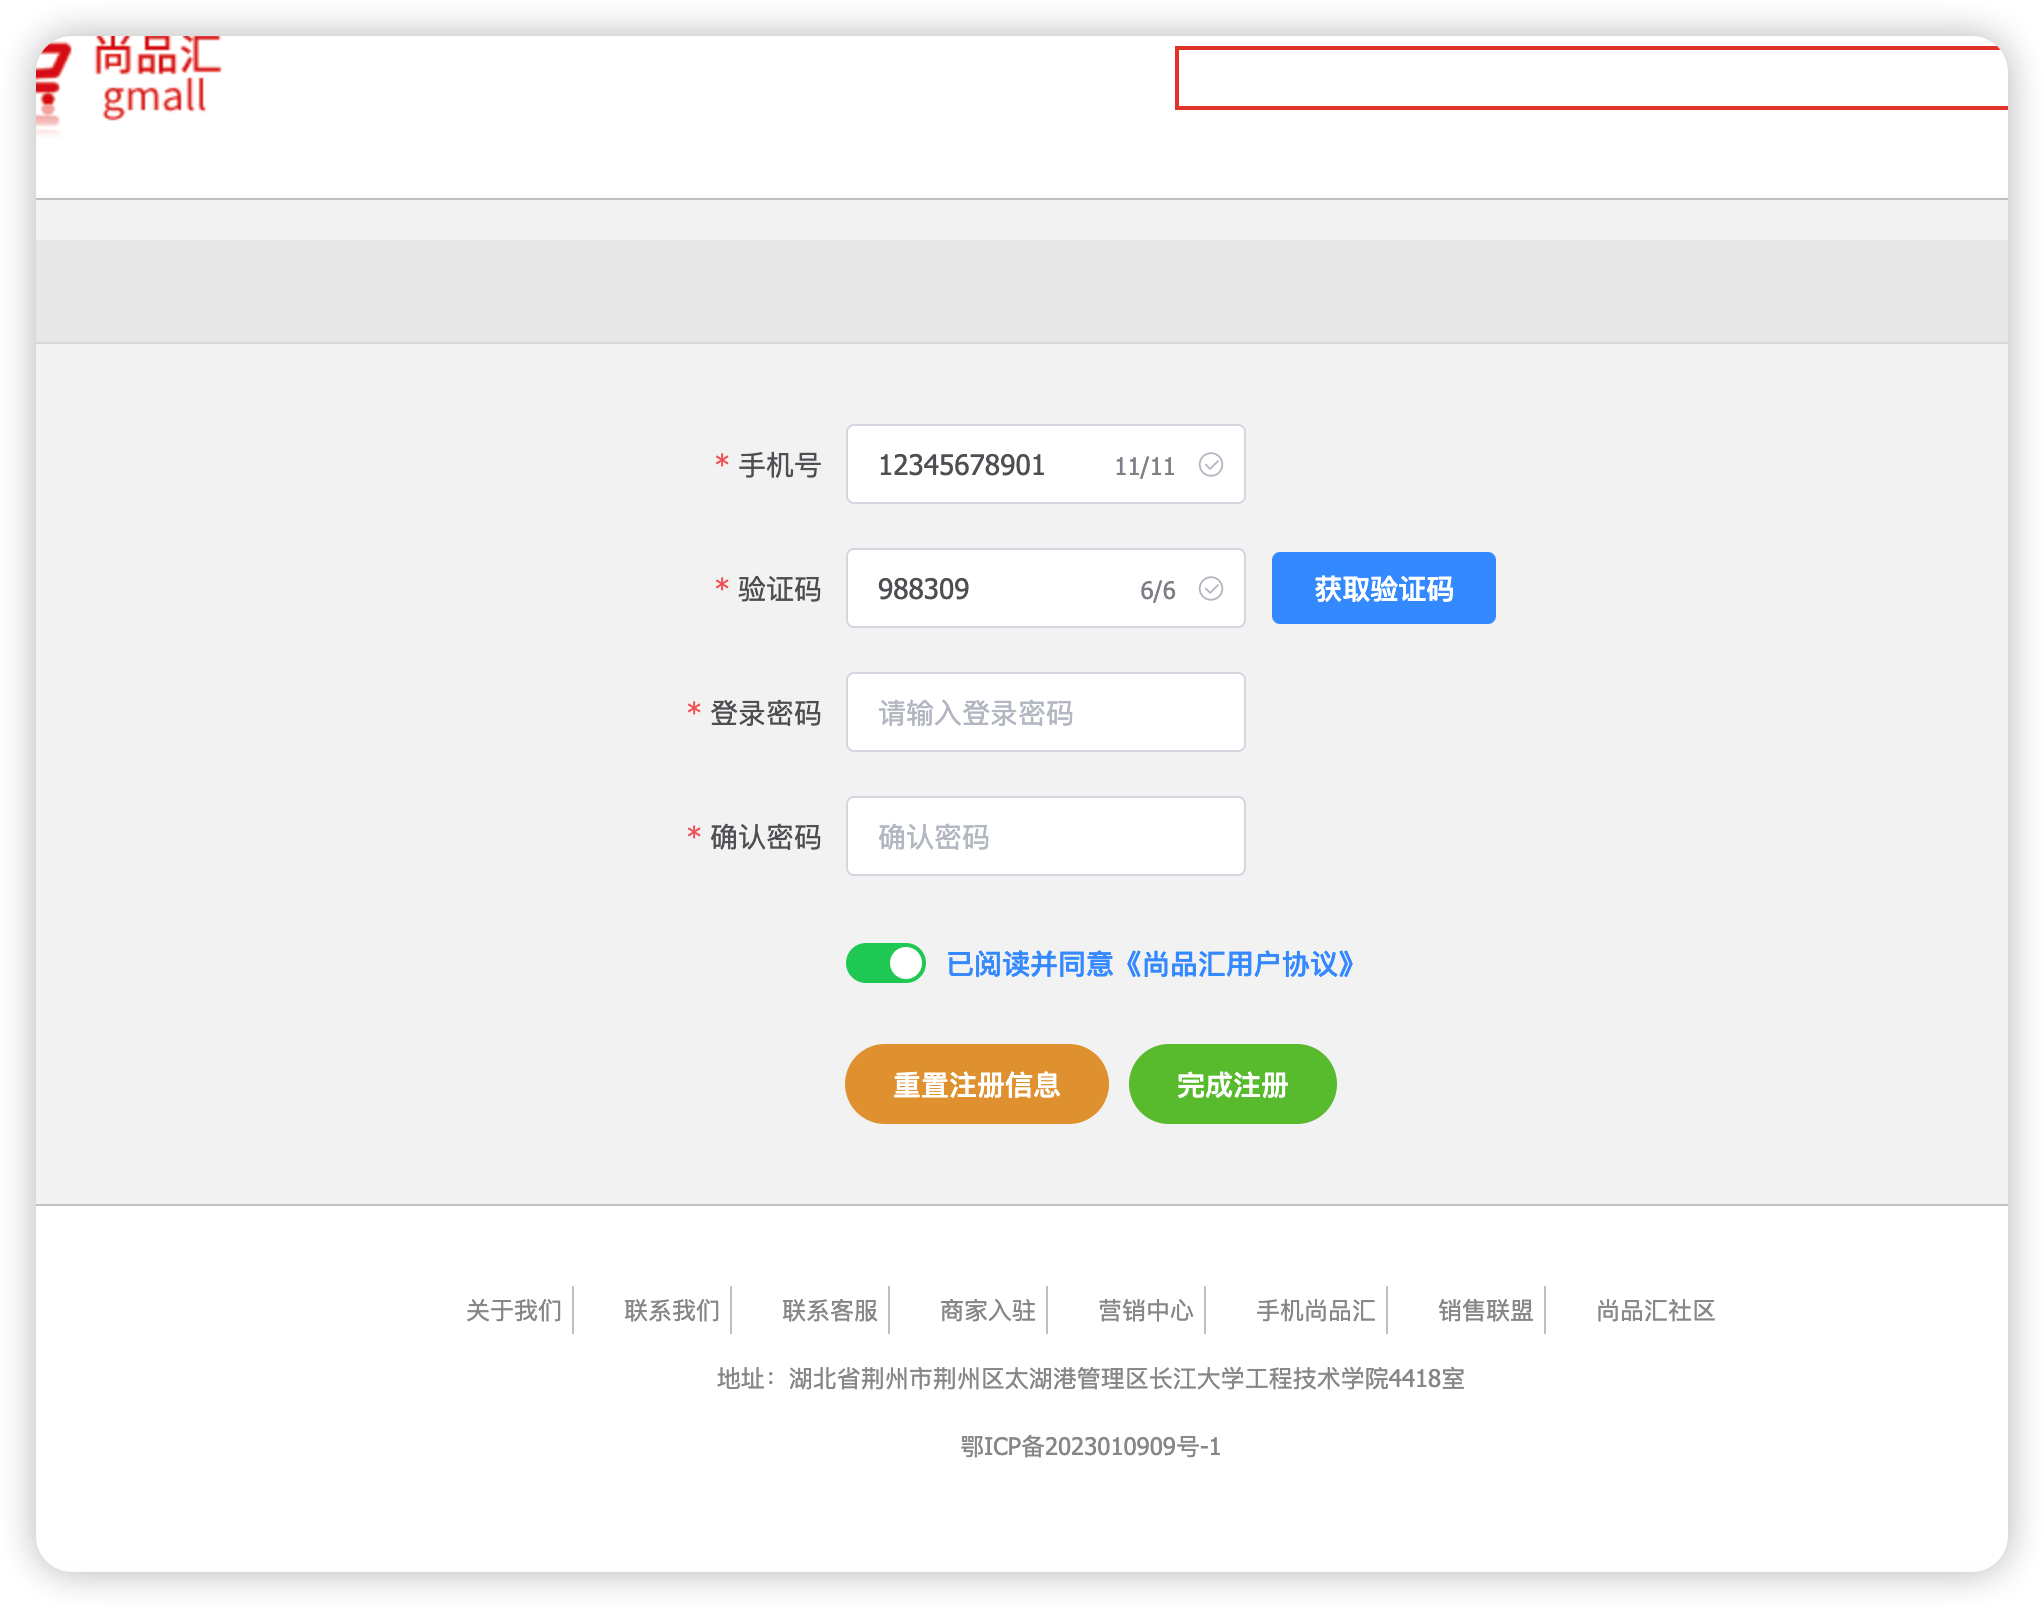 尚品汇
gmall
* 手机号 12345678901 11/11
* 验证码 988309 6/6 获取验证码
* 登录密码 请输入登录密码
* 确认密码 确认密码
已阅读并同意《尚品汇用户协议》
重置注册信息 完成注册
关于我们 联系我们 联系客服 商家入驻 营销中心 手机尚品汇 销售联盟 尚品汇社区
地址：湖北省荆州市荆州区太湖港管理区长江大学工程技术学院4418室
鄂ICP备2023010909号-1